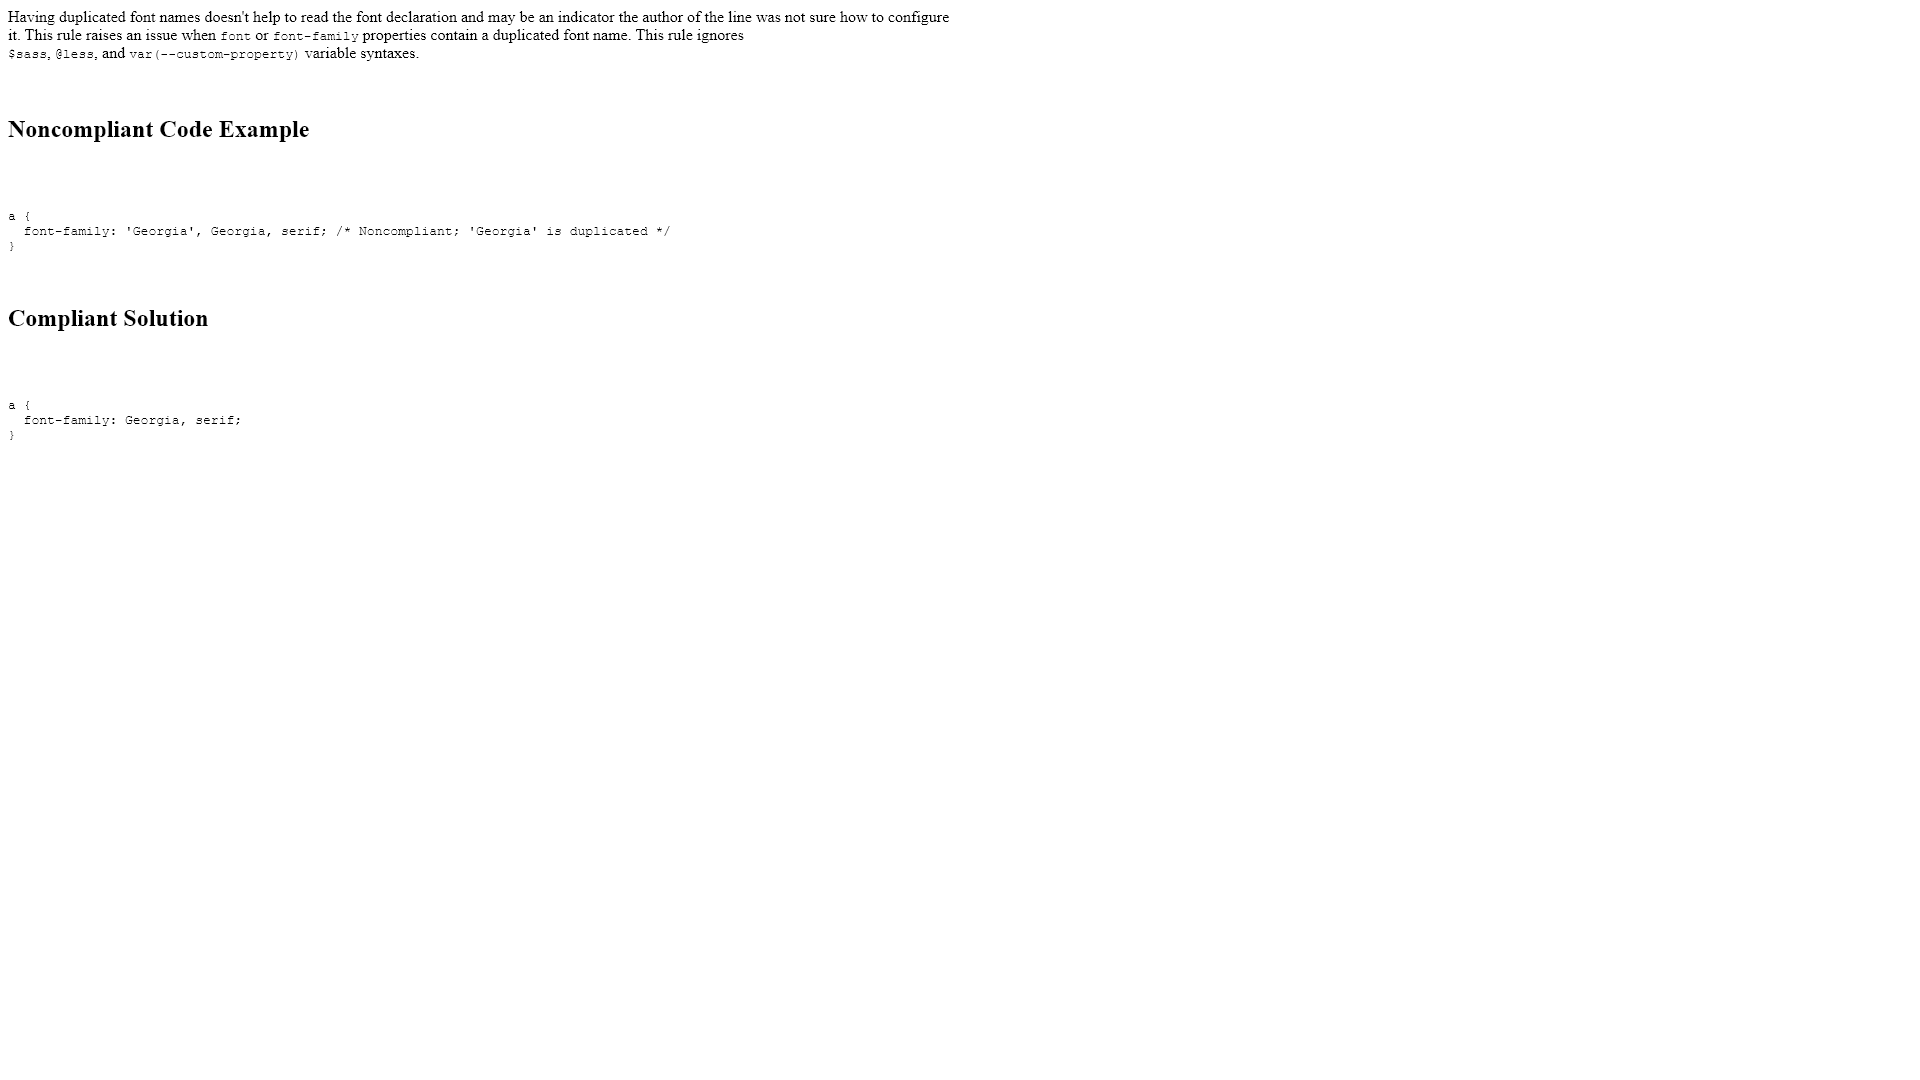 Having duplicated font names doesn't help to read the font declaration and may be an indicator the author of the line was not sure how to configure
it. This rule raises an issue when font or font-family properties contain a duplicated font name. This rule ignores
$sass, @less, and var(--custom-property) variable syntaxes.
Noncompliant Code Example
a {
  font-family: 'Georgia', Georgia, serif; /* Noncompliant; 'Georgia' is duplicated */
}
Compliant Solution
a {
  font-family: Georgia, serif;
}